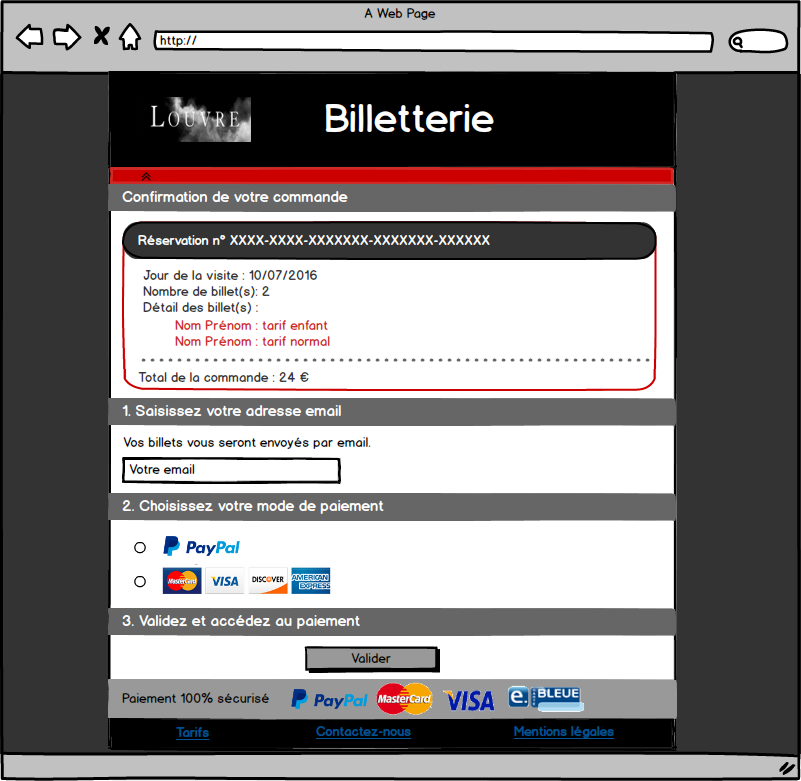 A Web Page
http://
LOUVRE
Billetterie
Confirmation de votre commande
Réservation n° XXXX-XXXX-XXXXXXX-XXXXXXX-XXXXXX
Jour de la visite : 10/07/2016
Nombre de billet(s): 2
Détail des billet(s) :
Nom Prénom : tarif enfant
Nom Prénom : tarif normal
Total de la commande : 24 €
1. Saisissez votre adresse email
Vos billets vous seront envoyés par email.
Votre email
2. Choisissez votre mode de paiement
PayPal
MasterCard VISA DISCOVER AMERICAN EXPRESS
3. Validez et accédez au paiement
Valider
Paiement 100% sécurisé PayPal MasterCard VISA e. BLEUE
Tarifs Contactez-nous Mentions légales